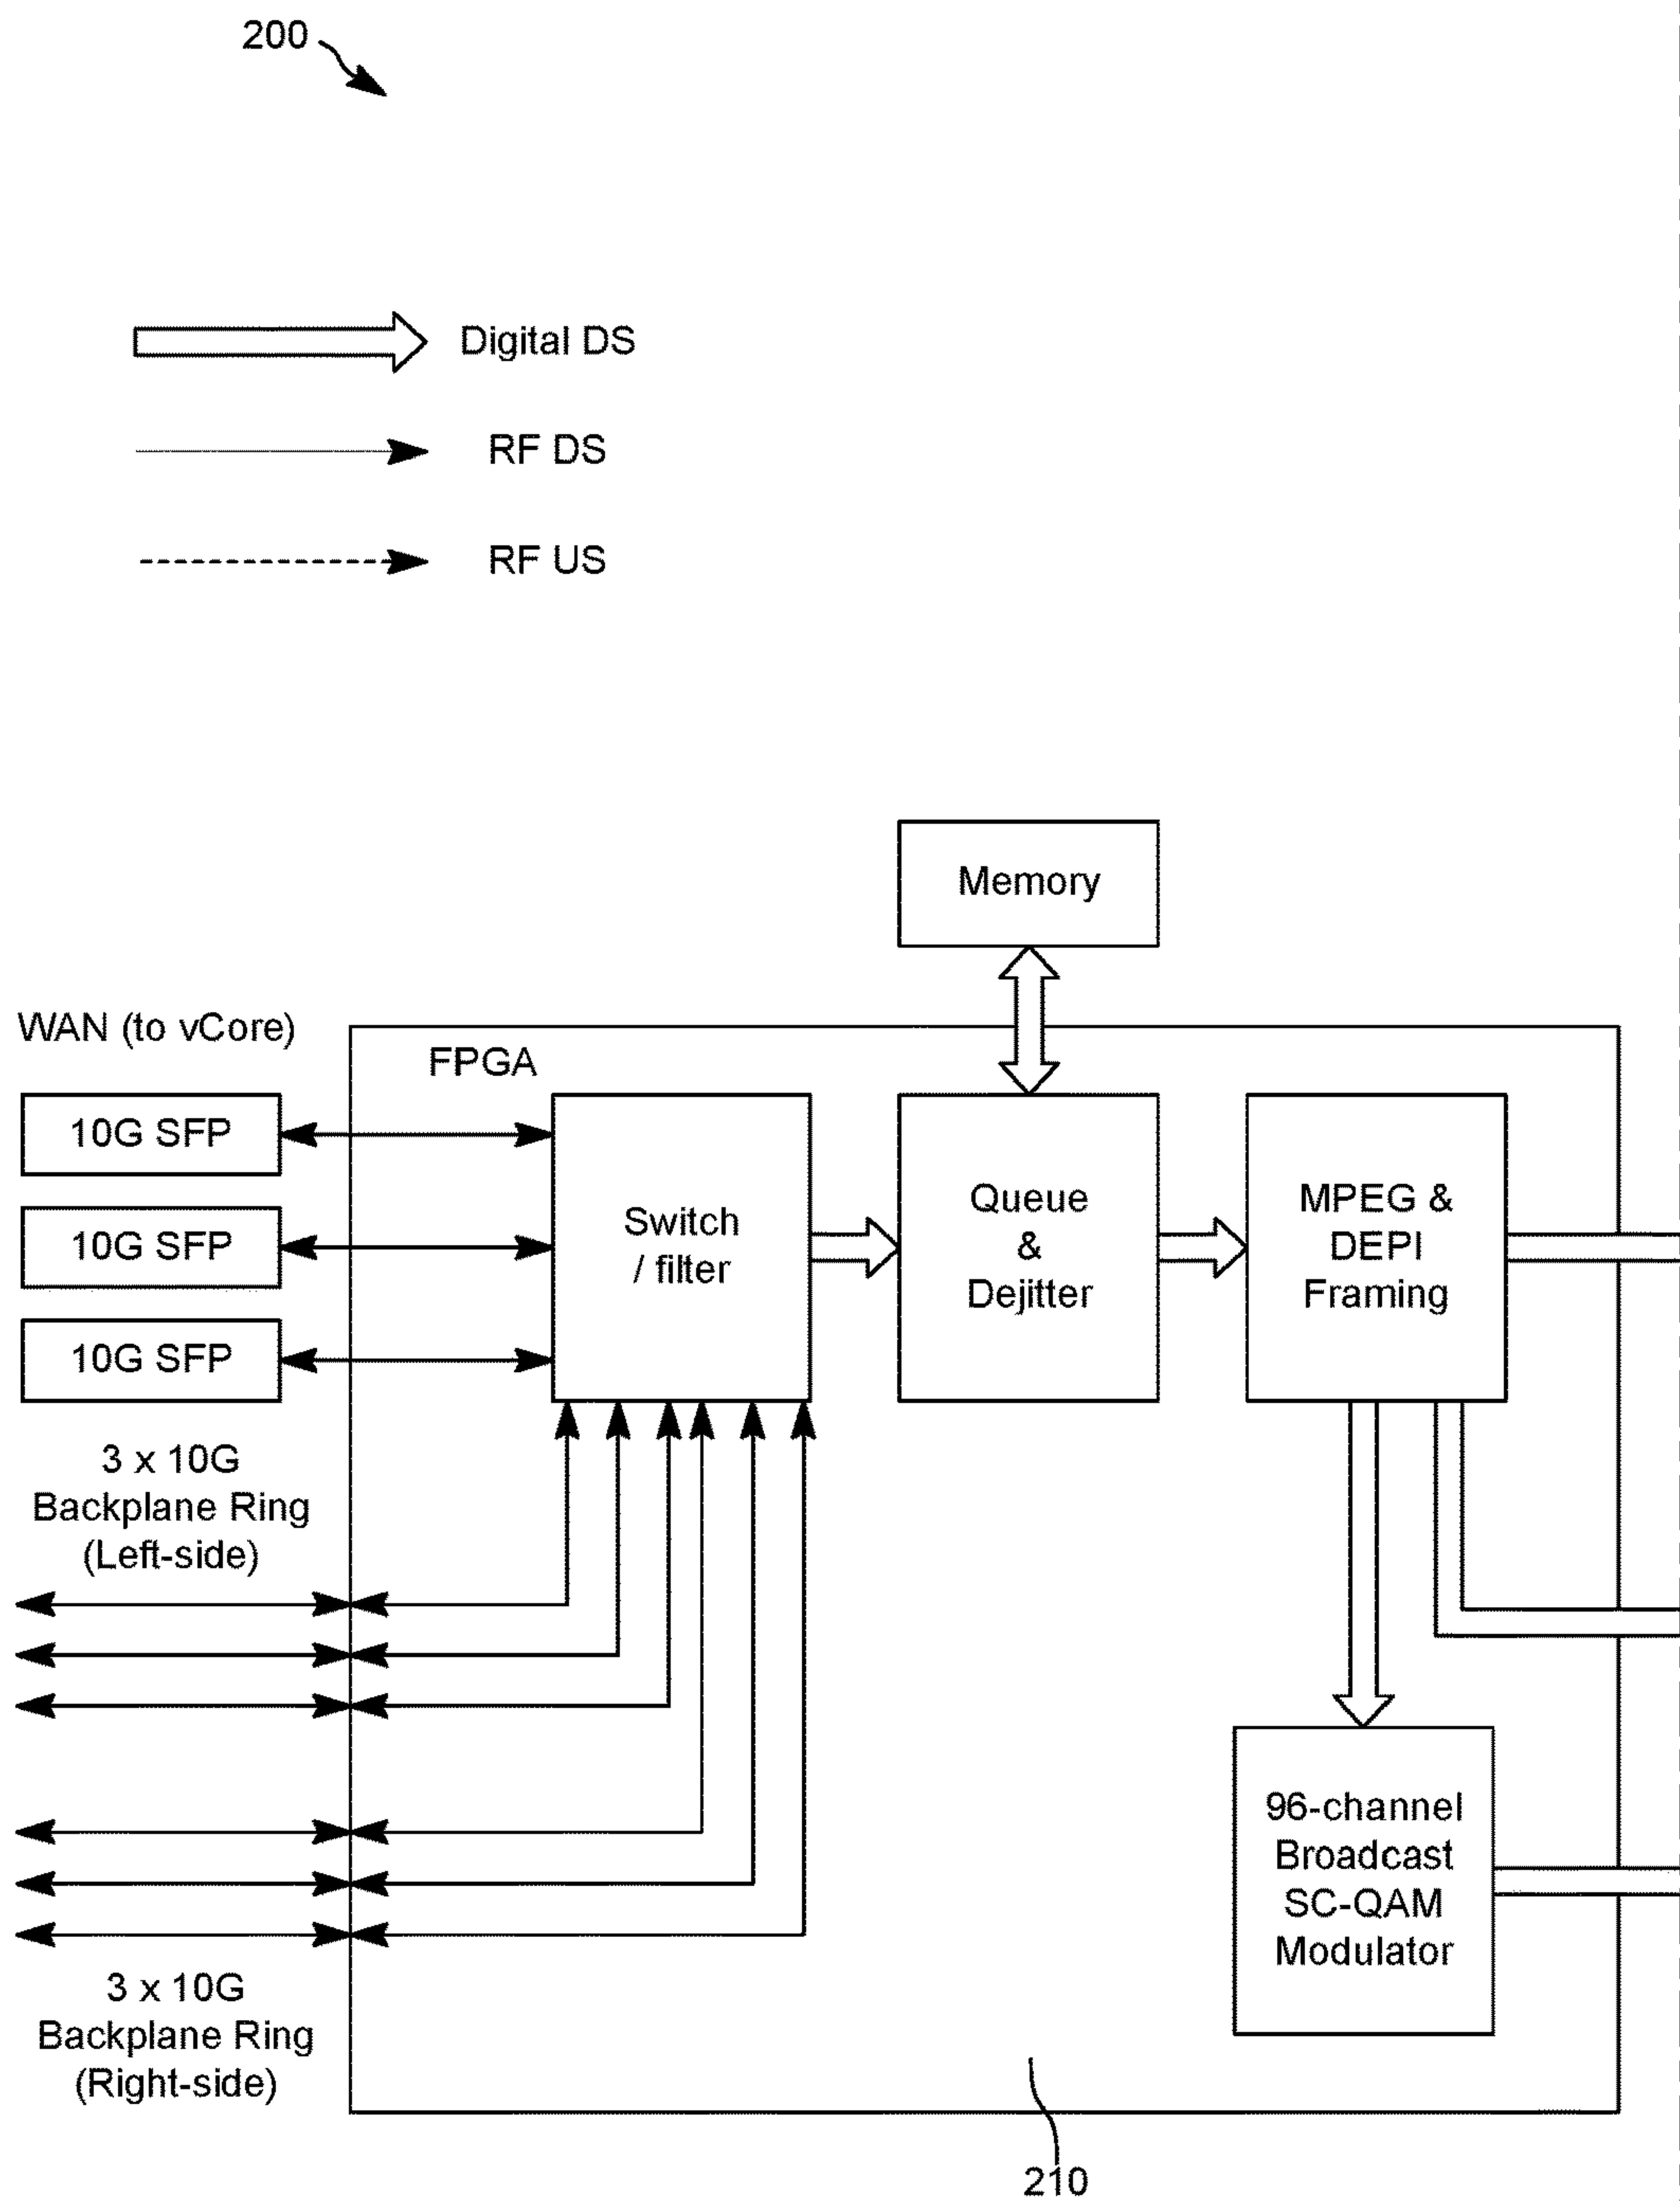 200
Digital DS
RF DS
RF US
Memory
WAN (to vCore)
FPGA
10G SFP
10G SFP
10G SFP
Switch
/ filter
Queue
&
Dejitter
MPEG &
DEPI
Framing
3 x 10G
Backplane Ring
(Left-side)
96-channel
Broadcast
SC-QAM
Modulator
3 x 10G
Backplane Ring
(Right-side)
210